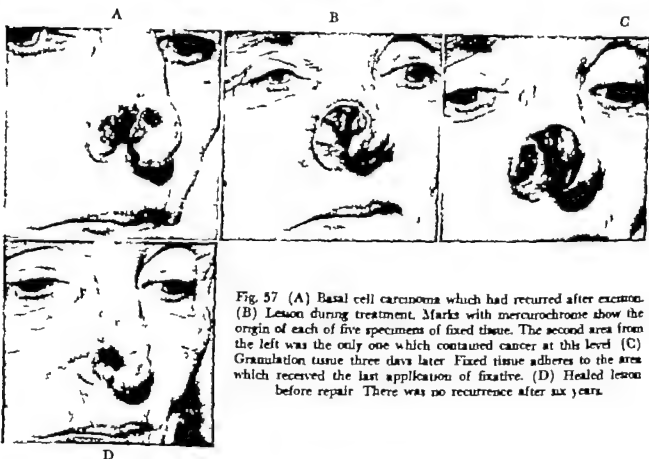 A
B
C
D
Fig. 57 (A) Basal cell carcinoma which had recurred after excision.
(B) Lesion during treatment. Marks with mercurochrome show the
origin of each of five specimens of fixed tissue. The second area from
the left was the only one which contained cancer at this level (C)
Granulation tissue three days later Fixed tissue adheres to the area
which received the last application of fixative. (D) Healed lesion
before repair There was no recurrence after six years.